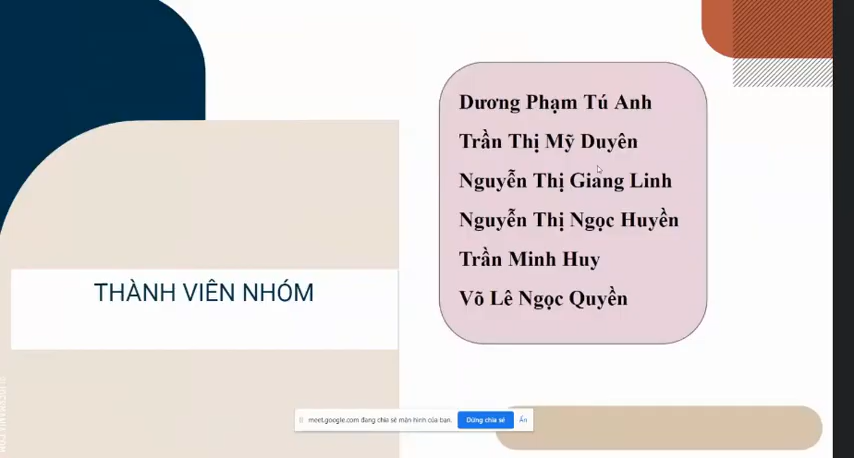 Dương Phạm Tú Anh
Trần Thị Mỹ Duyên
Nguyễn Thị Giang Linh
Nguyễn Thị Ngọc Huyền
Trần Minh Huy
Võ Lê Ngọc Quyền
THÀNH VIÊN NHÓM
meet.google.com đang chia sẻ màn hình của bạn. Dừng chia sẻ Ẩn